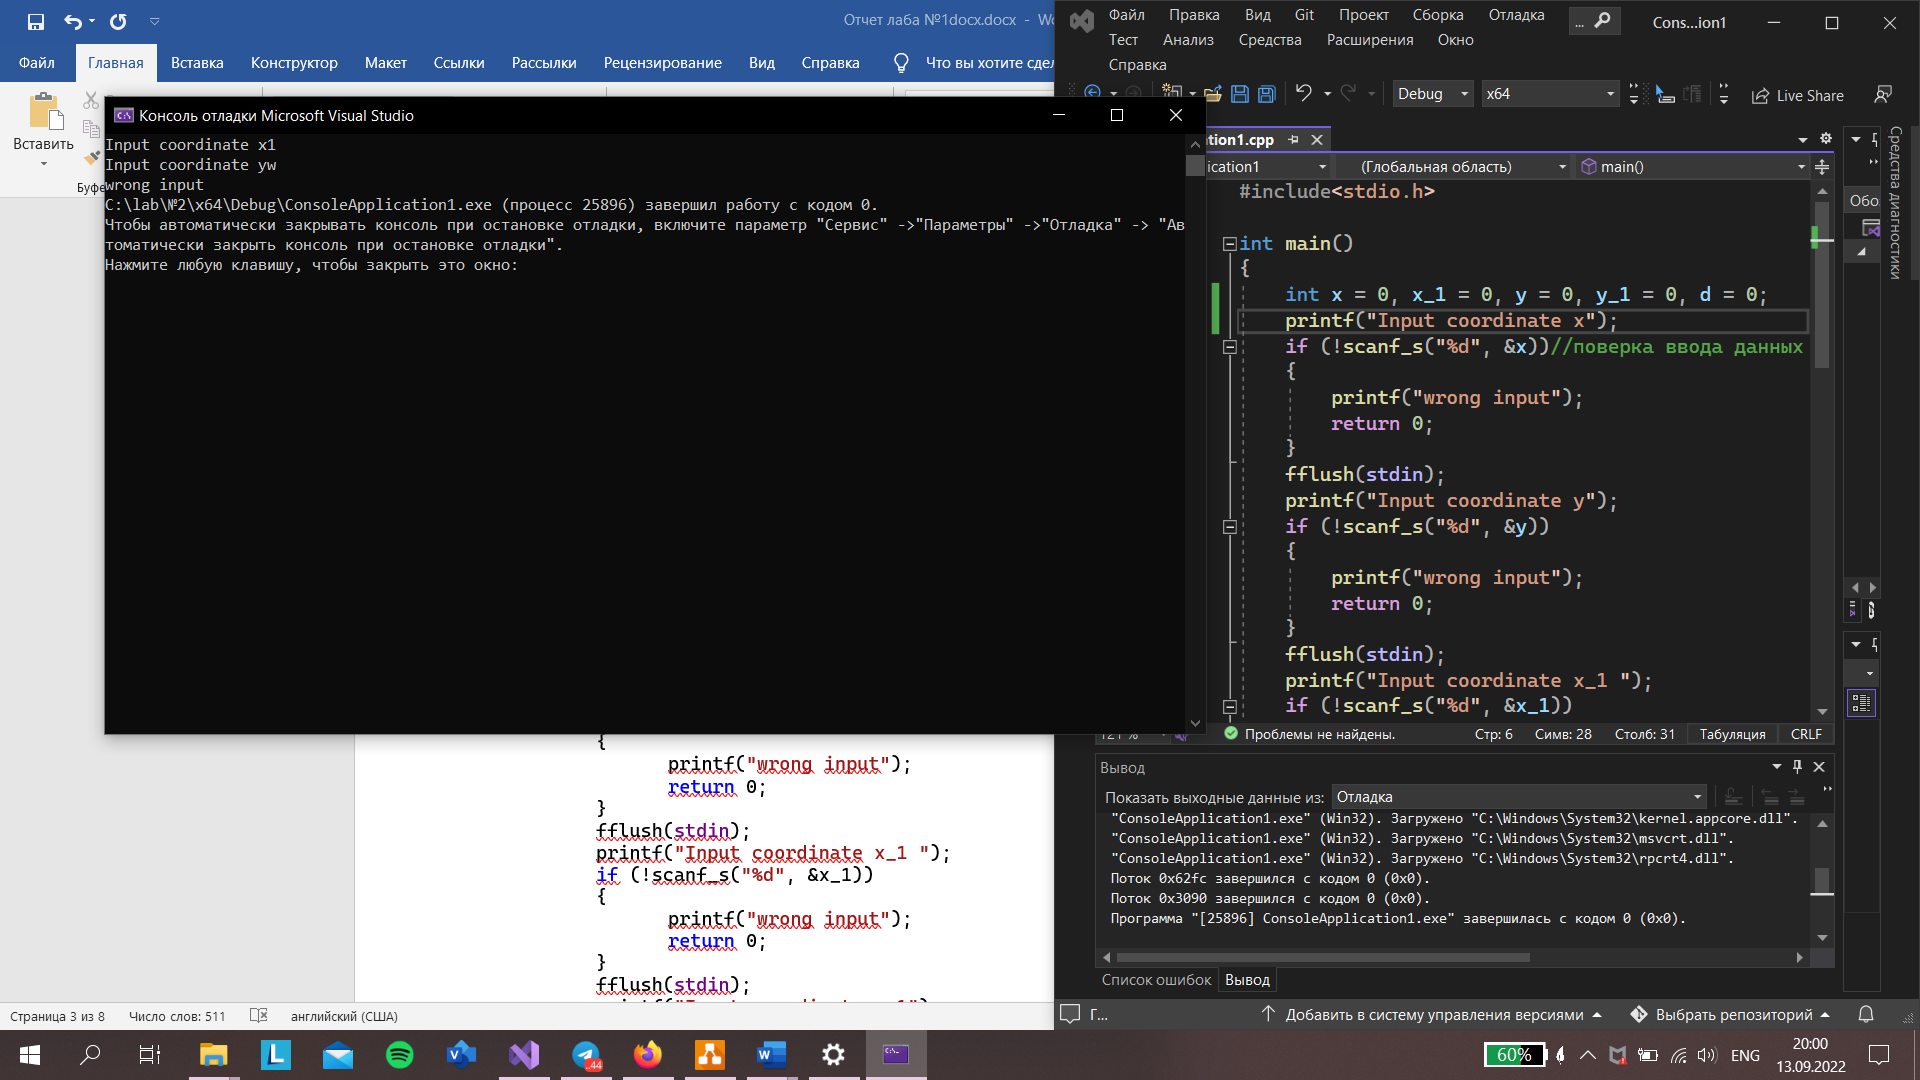 Отчет лаба №1docx.docx - Wo
Файл
Главная
Вставка
Конструктор
Макет
Ссылки
Рассылки
Рецензирование
Вид
Справка
Что вы хотите сдел
Вставить
Буфе
Консоль отладки Microsoft Visual Studio
Input coordinate x1
Input coordinate yw
wrong input
C:\lab\№2\x64\Debug\ConsoleApplication1.exe (процесс 25896) завершил работу с кодом 0.
Чтобы автоматически закрывать консоль при остановке отладки, включите параметр "Сервис" ->"Параметры" ->"Отладка" -> "Ав
томатически закрыть консоль при остановке отладки".
Нажмите любую клавишу, чтобы закрыть это окно:
{
printf("wrong input");
return 0;
}
fflush(stdin);
printf("Input coordinate x_1 ");
if (!scanf_s("%d", &x_1))
{
printf("wrong input");
return 0;
}
fflush(stdin);
Страница 3 из 8
Число слов: 511
английский (США)
Файл
Правка
Вид
Git
Проект
Сборка
Отладка
...
Cons...ion1
Тест
Анализ
Средства
Расширения
Окно
Справка
Debug
x64
Live Share
tion1.cpp
ication1
(Глобальная область)
main()
#include<stdio.h>
int main()
{
int x = 0, x_1 = 0, y = 0, y_1 = 0, d = 0;
printf("Input coordinate x");
if (!scanf_s("%d", &x))//поверка ввода данных
{
printf("wrong input");
return 0;
}
fflush(stdin);
printf("Input coordinate y");
if (!scanf_s("%d", &y))
{
printf("wrong input");
return 0;
}
fflush(stdin);
printf("Input coordinate x_1 ");
if (!scanf_s("%d", &x_1))
121 %
Проблемы не найдены.
Стр: 6
Симв: 28
Столб: 31
Табуляция
CRLF
Обо
Средства диагностики
Вывод
Показать выходные данные из:
Отладка
"ConsoleApplication1.exe" (Win32). Загружено "C:\Windows\System32\kernel.appcore.dll".
"ConsoleApplication1.exe" (Win32). Загружено "C:\Windows\System32\msvcrt.dll".
"ConsoleApplication1.exe" (Win32). Загружено "C:\Windows\System32\rpcrt4.dll".
Поток 0x62fc завершился с кодом 0 (0x0).
Поток 0x3090 завершился с кодом 0 (0x0).
Программа "[25896] ConsoleApplication1.exe" завершилась с кодом 0 (0x0).
Список ошибок
Вывод
Г...
Добавить в систему управления версиями
Выбрать репозиторий
..44
60%
ENG
20:00
13.09.2022